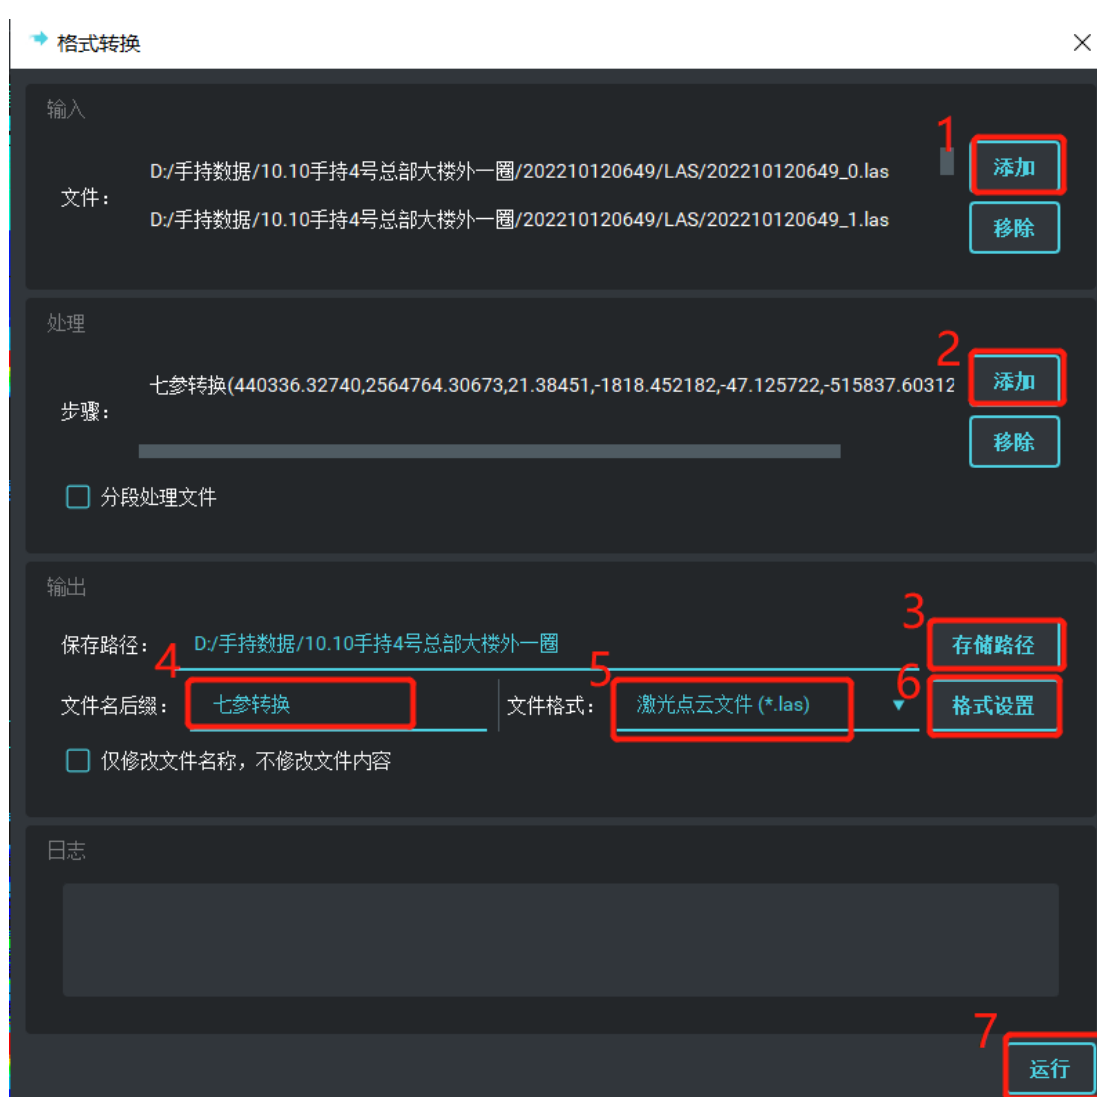 格式转换
输入
1
添加
D:/手持数据/10.10手持4号总部大楼外一圈/202210120649/LAS/202210120649_0.las
文件：
D:/手持数据/10.10手持4号总部大楼外一圈/202210120649/LAS/202210120649_1.las
移除
处理
2
添加
七参转换(440336.32740,2564764.30673,21.38451,-1818.452182,-47.125722,-515837.60312
步骤：
移除
分段处理文件
输出
3
保存路径： D:/手持数据/10.10手持4号总部大楼外一圈 存储路径
4 5 6
文件名后缀： 七参转换 文件格式： 激光点云文件 (*.las) 格式设置
仅修改文件名称，不修改文件内容
日志
7
运行